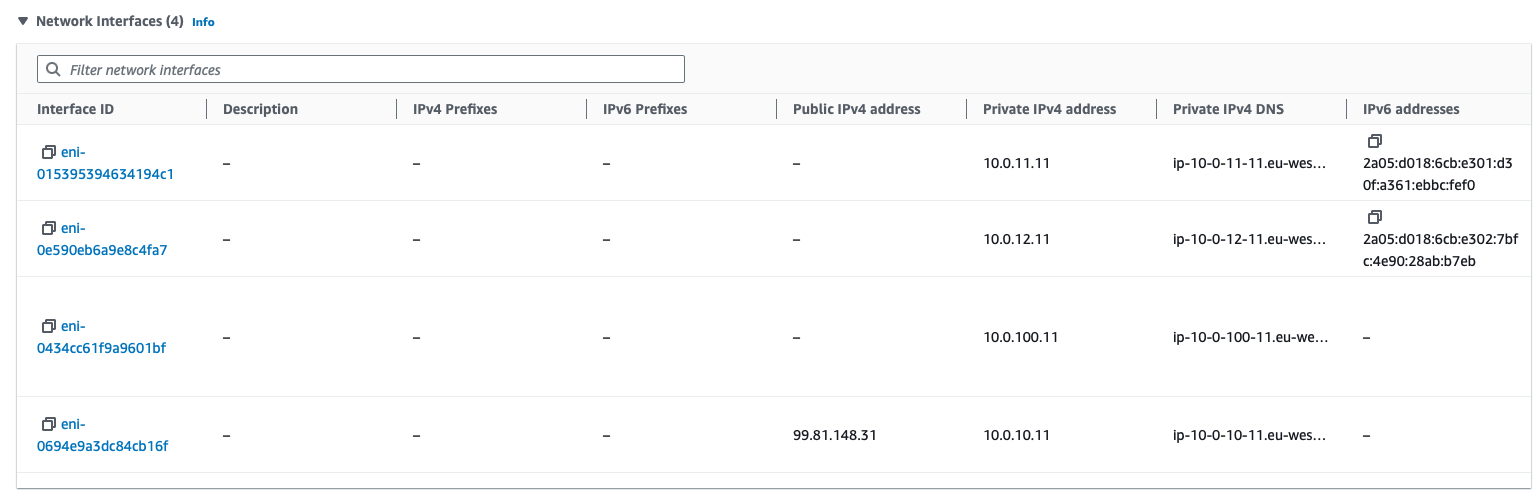 Network Interfaces (4) Info
Filter network interfaces
Interface ID Description IPv4 Prefixes IPv6 Prefixes Public IPv4 address Private IPv4 address Private IPv4 DNS IPv6 addresses
eni-
015395394634194c1 – – – – 10.0.11.11 ip-10-0-11-11.eu-wes... 2a05:d018:6cb:e301:d3
0f:a361:ebbc:fef0
eni-
0e590eb6a9e8c4fa7 – – – – 10.0.12.11 ip-10-0-12-11.eu-wes... 2a05:d018:6cb:e302:7bf
c:4e90:28ab:b7eb
eni-
0434cc61f9a9601bf – – – – 10.0.100.11 ip-10-0-100-11.eu-we... –
eni-
0694e9a3dc84cb16f – – – 99.81.148.31 10.0.10.11 ip-10-0-10-11.eu-wes... –